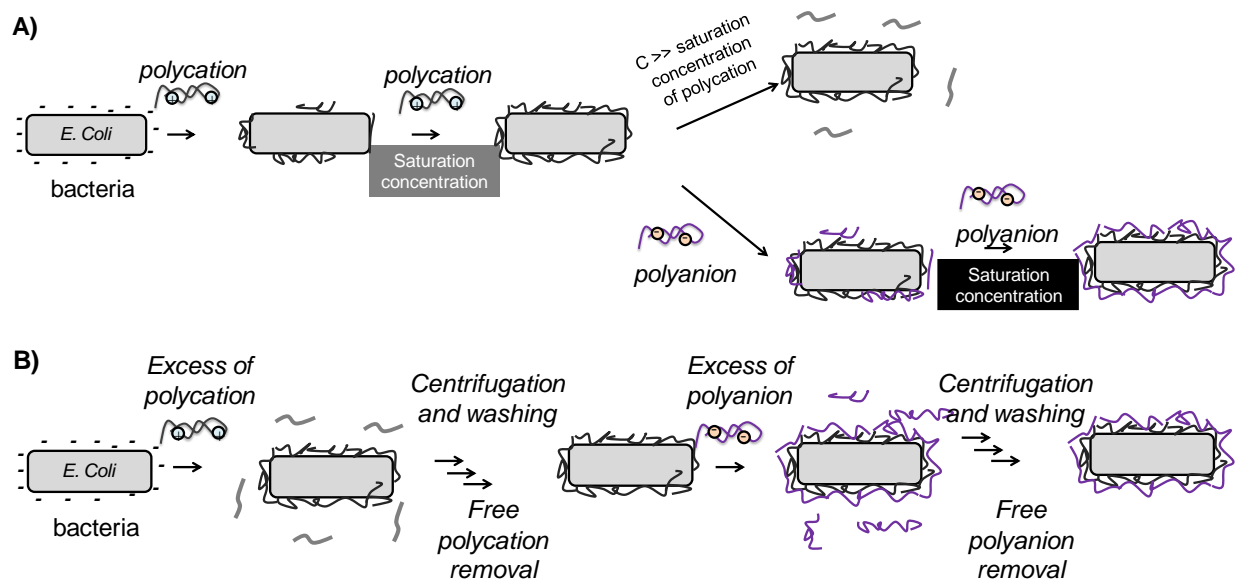 A)
polycation
E. Coli
bacteria
polycation
Saturation
concentration
C >> saturation
concentration
of polycation
polyanion
polyanion
Saturation
concentration
B)
Excess of
polycation
E. Coli
bacteria
Centrifugation
and washing
Free
polycation
removal
Excess of
polyanion
Centrifugation
and washing
Free
polyanion
removal